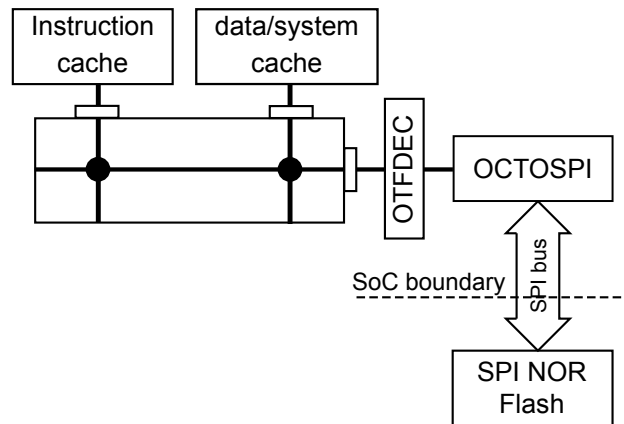 Instruction
cache
data/system
cache
OTFDEC
OCTOSPI
SPI bus
SoC boundary
SPI NOR
Flash